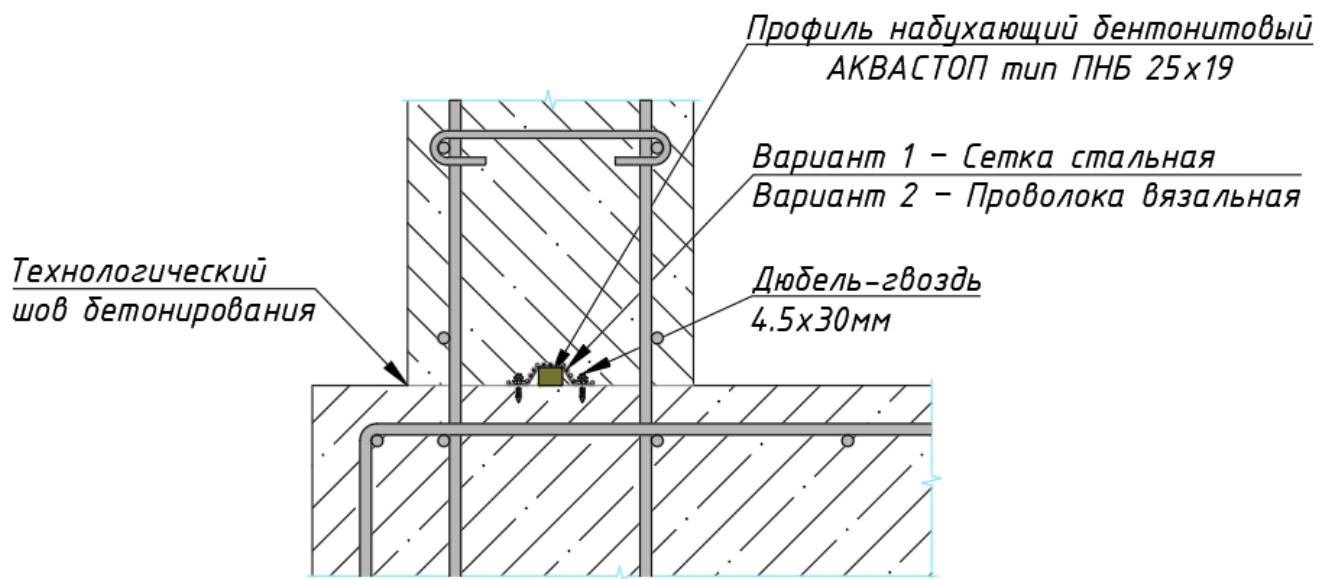 Профиль набухающий бентонитовый
АКВАСТОП тип ПНБ 25х19
Вариант 1 - Сетка стальная
Вариант 2 - Проволока вязальная
Технологический
шов бетонирования
Дюбель-гвоздь
4.5х30мм